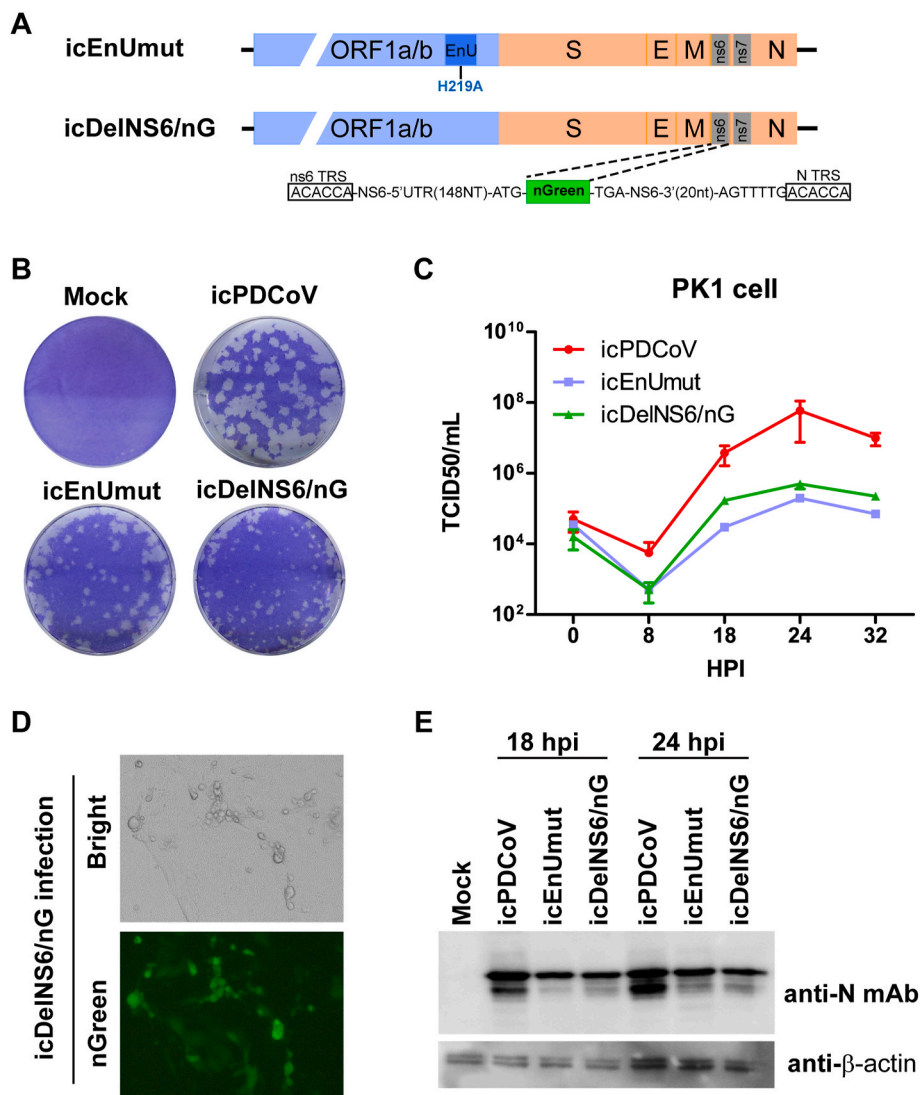 A
icEnUmut
ORF1a/b
EnU
S
E
M
ns6
ns7
N
H219A
icDelNS6/nG
ORF1a/b
S
E
M
ns6
ns7
N
ns6 TRS
N TRS
ACACCA-NS6-5'UTR(148NT)-ATG-nGreen-TGA-NS6-3'(20nt)-AGTTTTGACACCA
B
Mock
icPDCoV
icEnUmut
icDelNS6/nG
C
PK1 cell
TCID50/mL
10^10
10^8
10^6
10^4
10^2
icPDCoV
icEnUmut
icDelNS6/nG
0 8 18 24 32
HPI
D
icDelNS6/nG infection
Bright
nGreen
E
18 hpi
24 hpi
Mock
icPDCoV
icEnUmut
icDelNS6/nG
icPDCoV
icEnUmut
icDelNS6/nG
anti-N mAb
anti-β-actin